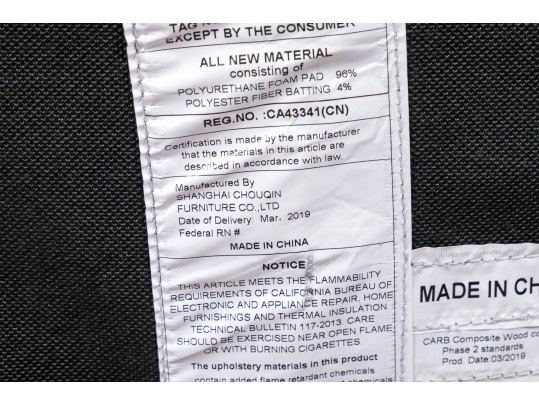 TAG
EXCEPT BY THE CONSUMER
ALL NEW MATERIAL
consisting of
POLYURETHANE FOAM PAD 96%
POLYESTER FIBER BATTING 4%
REG.NO. :CA43341(CN)
Certification is made by the manufacturer
that the materials in this article are
described in accordance with law.
Manufactured By
SHANGHAI CHOUQIN
FURNITURE CO.,LTD
Date of Delivery: Mar. 2019
Federal RN #
MADE IN CHINA
NOTICE
THIS ARTICLE MEETS THE FLAMMABILITY
REQUIREMENTS OF CALIFORNIA BUREAU OF
ELECTRONIC AND APPLIANCE REPAIR, HOME
FURNISHINGS AND THERMAL INSULATION
TECHNICAL BULLETIN 117-2013. CARE
SHOULD BE EXERCISED NEAR OPEN FLAME
OR WITH BURNING CIGARETTES.
The upholstery materials in this product
contain added flame retardant chemicals
MADE IN CH
CARB Composite Wood co
Phase 2 standards
Prod. Date 03/2019